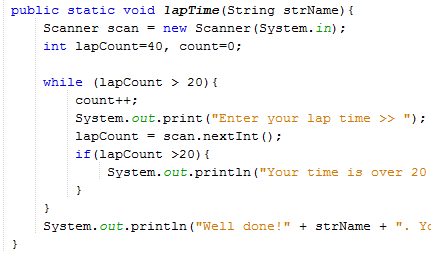 public static void lapTime(String strName){
Scanner scan = new Scanner(System.in);
int lapCount=40, count=0;
while (lapCount > 20){
count++;
System.out.print("Enter your lap time >> ");
lapCount = scan.nextInt();
if(lapCount >20){
System.out.println("Your time is over 20
}
}
System.out.println("Well done!" + strName + ".
}